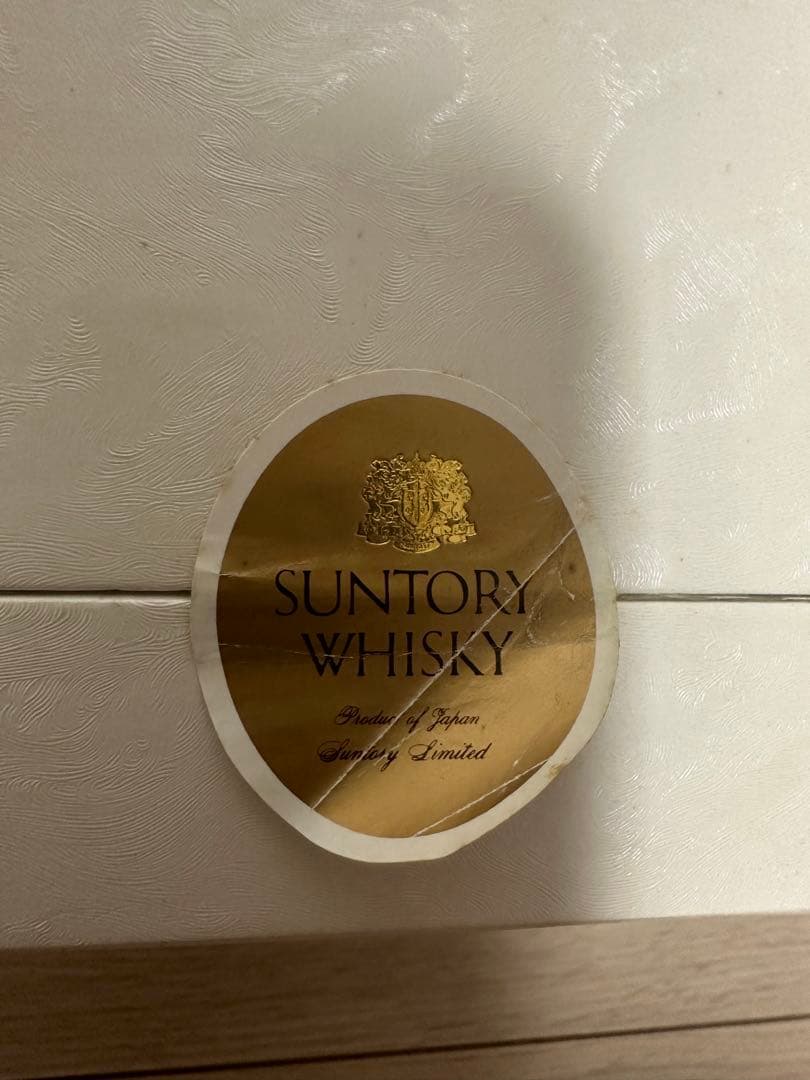 SUNTORY
WHISKY
Product of Japan
Suntory Limited